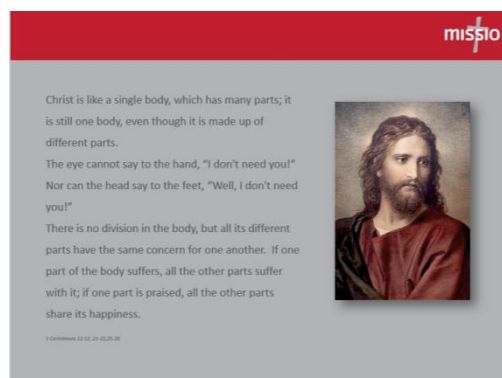 missio
Christ is like a single body, which has many parts; it
is still one body, even though it is made up of
different parts.
The eye cannot say to the hand, “I don't need you!”
Nor can the head say to the feet, “Well, I don't need
you!”
There is no division in the body, but all its different
parts have the same concern for one another.  If one
part of the body suffers, all the other parts suffer
with it; if one part is praised, all the other parts
share its happiness.
1 Corinthians 12:12,